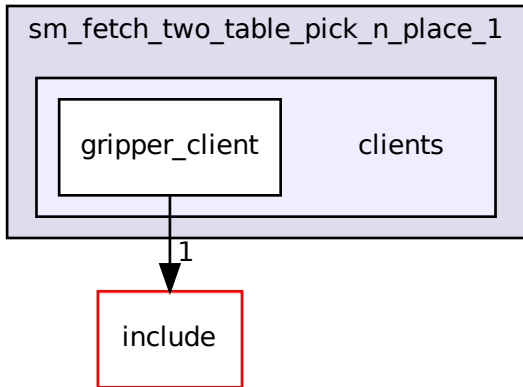 sm_fetch_two_table_pick_n_place_1
gripper_client
clients
1
include